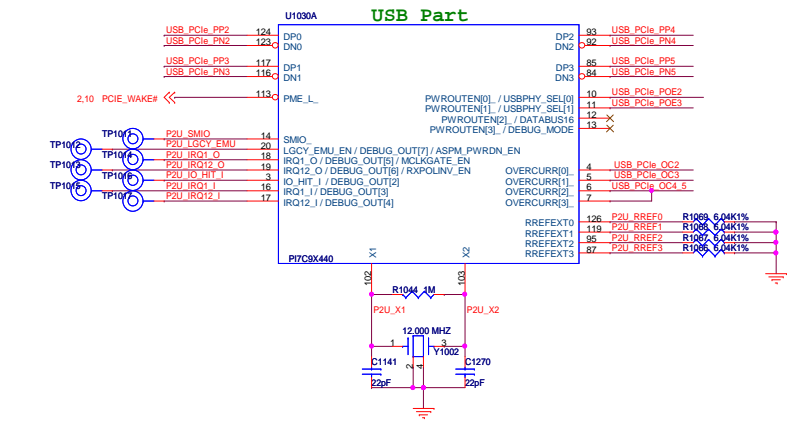 USB Part
U1030A
USB_PCIe_PP2 124 DP0 DP2 93 USB_PCIe_PP4
USB_PCIe_PN2 123 DN0 DN2 92 USB_PCIe_PN4
USB_PCIe_PP3 117 DP1 DP3 85 USB_PCIe_PP5
USB_PCIe_PN3 116 DN1 DN3 84 USB_PCIe_PN5
2,10 PCIE_WAKE# 113 PME_L_ PWROUTEN[0]_ / USBPHY_SEL[0] 10 USB_PCIe_POE2
PWROUTEN[1]_ / USBPHY_SEL[1] 11 USB_PCIe_POE3
PWROUTEN[2]_ / DATABUS16 12
PWROUTEN[3]_ / DEBUG_MODE 13
TP1011 P2U_SMIO 14 SMIO_
TP1012 P2U_LGCY_EMU 20 LGCY_EMU_EN / DEBUG_OUT[7] / ASPM_PWRDN_EN
TP1014 P2U_IRQ1_O 18 IRQ1_O / DEBUG_OUT[5] / MCLKGATE_EN
TP1013 P2U_IRQ12_O 19 IRQ12_O / DEBUG_OUT[6] / RXPOLINV_EN OVERCURR[0]_ 4 USB_PCIe_OC2
TP1016 P2U_IO_HIT_I 3 IO_HIT_I / DEBUG_OUT[2] OVERCURR[1]_ 5 USB_PCIe_OC3
TP1015 P2U_IRQ1_I 16 IRQ1_I / DEBUG_OUT[3] OVERCURR[2]_ 6 USB_PCIe_OC4_5
TP1017 P2U_IRQ12_I 17 IRQ12_I / DEBUG_OUT[4] OVERCURR[3]_ 7
RREFEXT0 126 P2U_RREF0 R1069 6.04K1%
RREFEXT1 119 P2U_RREF1 6.04K1%
RREFEXT2 95 P2U_RREF2 R1067 6.04K1%
RREFEXT3 87 P2U_RREF3 6.04K1%
PI7C9X440 X1 X2
102 103
R1044 1M
P2U_X1 P2U_X2
12.000 MHZ
1 3
Y1002
C1141 2 4 C1270
22pF 22pF